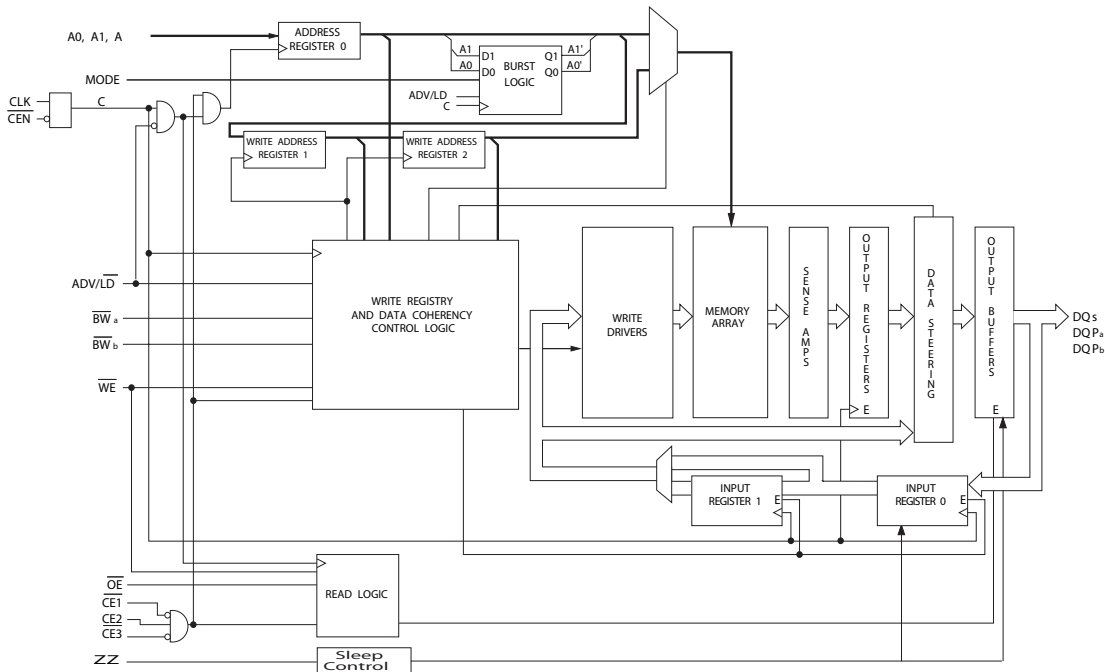 A0, A1, A
ADDRESS
REGISTER 0
MODE
CLK
CEN
C
A1
A0
D1
D0
BURST
LOGIC
Q1
Q0
A1'
A0'
ADV/LD
C
WRITE ADDRESS
REGISTER 1
WRITE ADDRESS
REGISTER 2
ADV/LD
BW a
BW b
WE
WRITE REGISTRY
AND DATA COHERENCY
CONTROL LOGIC
WRITE
DRIVERS
MEMORY
ARRAY
SENSE AMPS
OUTPUT REGISTERS
E
DATA STEERING
OUTPUT BUFFERS
E
DQs
DQPa
DQPb
INPUT
REGISTER 1
E
INPUT
REGISTER 0
E
OE
CE1
CE2
CE3
READ LOGIC
ZZ
Sleep
Control